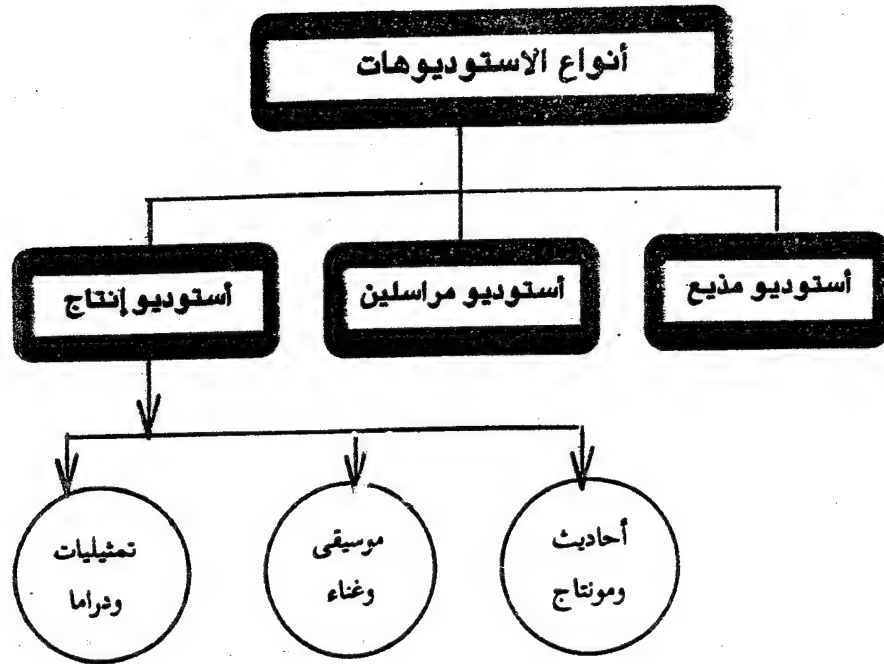 أنواع الاستوديوهات
أستوديو مذيع
أستوديو مراسلين
أستوديو إنتاج
أحاديث
ومونتاج
موسيقى
وغناء
تمثيليات
ودراما